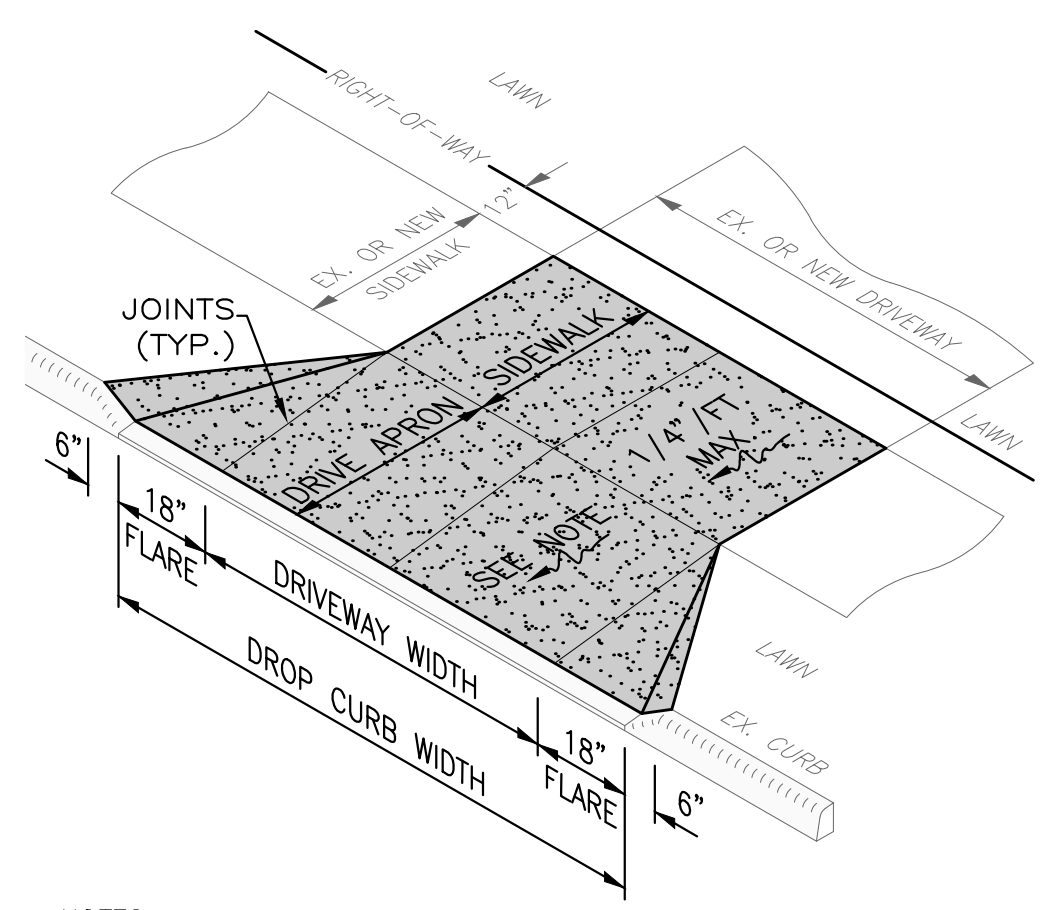 LAWN
RIGHT-OF-WAY
12"
EX. OR NEW
SIDEWALK
EX. OR NEW DRIVEWAY
LAWN
JOINTS
(TYP.)
SIDEWALK
DRIVE APRON
1/4"/FT
MAX
SEE NOTE
6"
18"
FLARE
DRIVEWAY WIDTH
DROP CURB WIDTH
18"
FLARE
6"
LAWN
EX. CURB